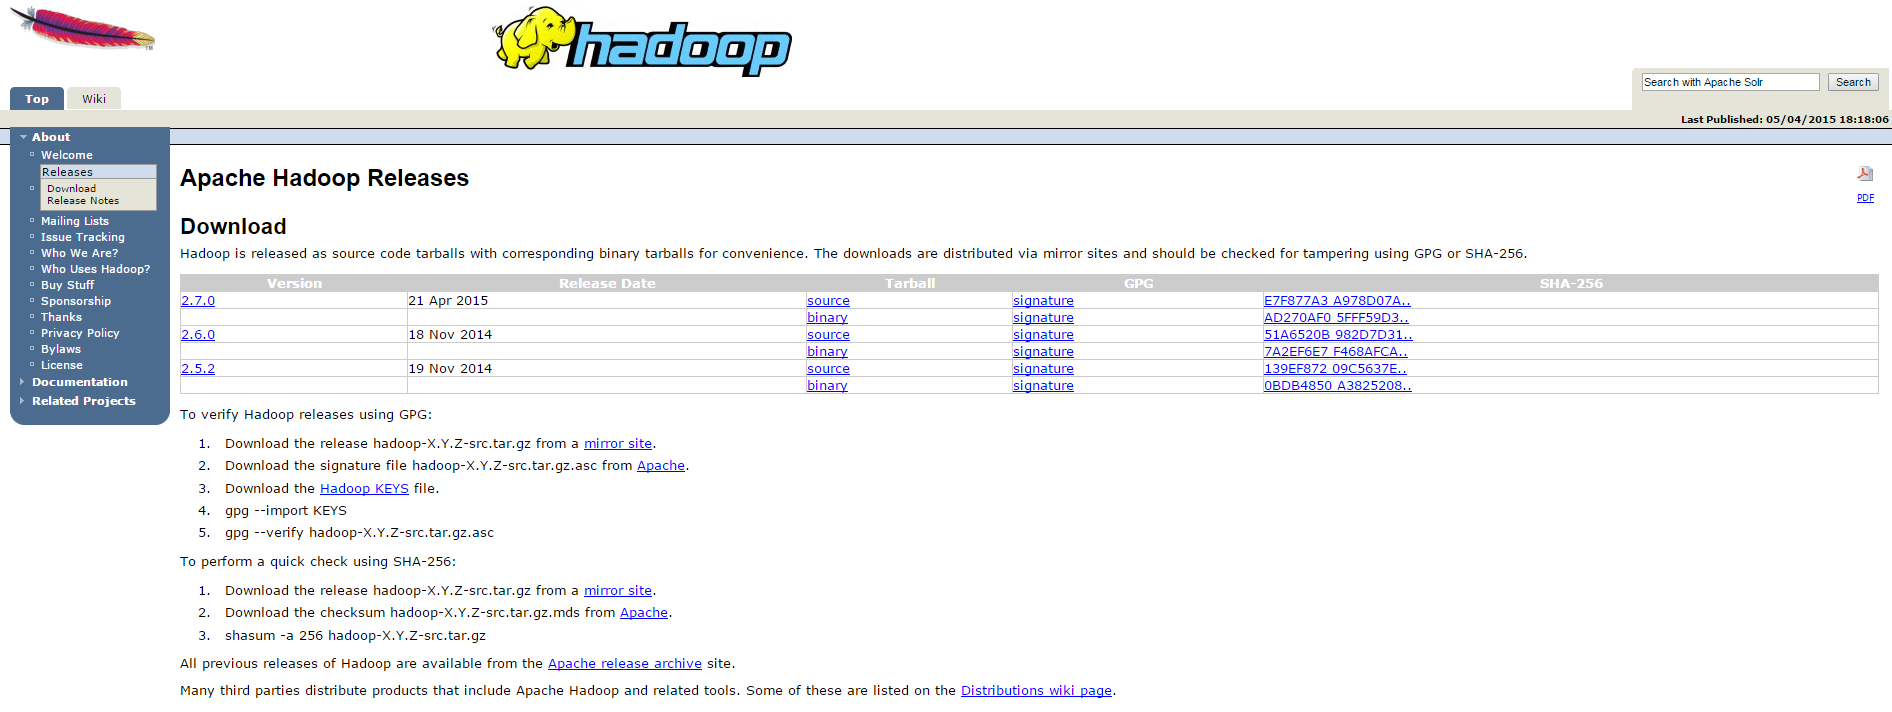 TM
hadoop
Search with Apache Solr Search
Top Wiki
Last Published: 05/04/2015 18:18:06
About
Welcome
Releases
Download
Release Notes
Mailing Lists
Issue Tracking
Who We Are?
Who Uses Hadoop?
Buy Stuff
Sponsorship
Thanks
Privacy Policy
Bylaws
License
Documentation
Related Projects
PDF
Apache Hadoop Releases
Download
Hadoop is released as source code tarballs with corresponding binary tarballs for convenience. The downloads are distributed via mirror sites and should be checked for tampering using GPG or SHA-256.
Version Release Date Tarball GPG SHA-256
2.7.0 21 Apr 2015 source signature E7F877A3 A978D07A..
binary signature AD270AF0 5FFF59D3..
2.6.0 18 Nov 2014 source signature 51A6520B 982D7D31..
binary signature 7A2EF6E7 F468AFCA..
2.5.2 19 Nov 2014 source signature 139EF872 09C5637E..
binary signature 0BDB4850 A3825208..
To verify Hadoop releases using GPG:
1. Download the release hadoop-X.Y.Z-src.tar.gz from a mirror site.
2. Download the signature file hadoop-X.Y.Z-src.tar.gz.asc from Apache.
3. Download the Hadoop KEYS file.
4. gpg --import KEYS
5. gpg --verify hadoop-X.Y.Z-src.tar.gz.asc
To perform a quick check using SHA-256:
1. Download the release hadoop-X.Y.Z-src.tar.gz from a mirror site.
2. Download the checksum hadoop-X.Y.Z-src.tar.gz.mds from Apache.
3. shasum -a 256 hadoop-X.Y.Z-src.tar.gz
All previous releases of Hadoop are available from the Apache release archive site.
Many third parties distribute products that include Apache Hadoop and related tools. Some of these are listed on the Distributions wiki page.